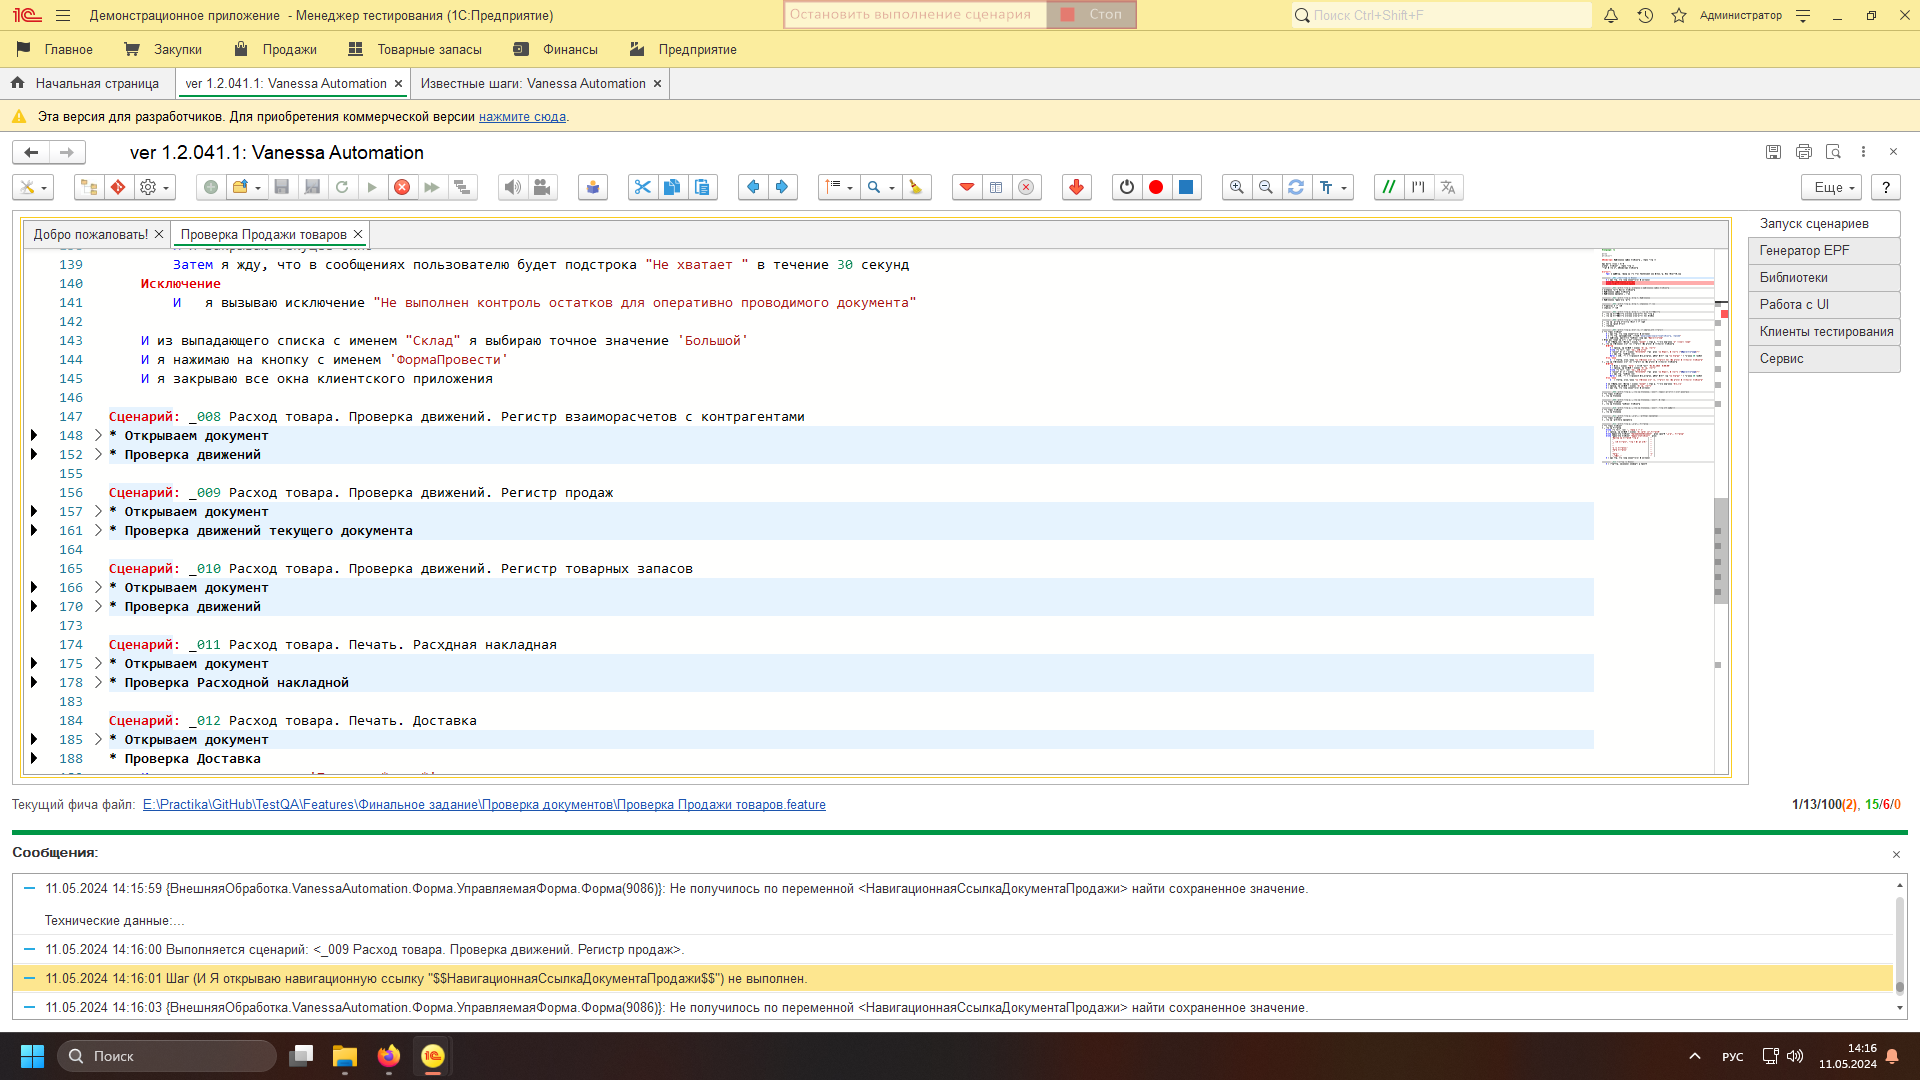 Демонстрационное приложение - Менеджер тестирования (1С:Предприятие)
Остановить выполнение сценария
Стоп
Поиск Ctrl+Shift+F
Администратор
Главное
Закупки
Продажи
Товарные запасы
Финансы
Предприятие
Начальная страница
ver 1.2.041.1: Vanessa Automation
Известные шаги: Vanessa Automation
Эта версия для разработчиков. Для приобретения коммерческой версии нажмите сюда.
ver 1.2.041.1: Vanessa Automation
Еще
?
Добро пожаловать!
Проверка Продажи товаров
139 Затем я жду, что в сообщениях пользователю будет подстрока "Не хватает " в течение 30 секунд
140 Исключение
141 И я вызываю исключение "Не выполнен контроль остатков для оперативно проводимого документа"
142
143 И из выпадающего списка с именем "Склад" я выбираю точное значение 'Большой'
144 И я нажимаю на кнопку с именем 'ФормаПровести'
145 И я закрываю все окна клиентского приложения
146
147 Сценарий: _008 Расход товара. Проверка движений. Регистр взаиморасчетов с контрагентами
148 * Открываем документ
152 * Проверка движений
155
156 Сценарий: _009 Расход товара. Проверка движений. Регистр продаж
157 * Открываем документ
161 * Проверка движений текущего документа
164
165 Сценарий: _010 Расход товара. Проверка движений. Регистр товарных запасов
166 * Открываем документ
170 * Проверка движений
173
174 Сценарий: _011 Расход товара. Печать. Расхдная накладная
175 * Открываем документ
178 * Проверка Расходной накладной
183
184 Сценарий: _012 Расход товара. Печать. Доставка
185 * Открываем документ
188 * Проверка Доставка
Запуск сценариев
Генератор EPF
Библиотеки
Работа с UI
Клиенты тестирования
Сервис
Текущий фича файл: E:\Practika\GitHub\TestQA\Features\Финальное задание\Проверка документов\Проверка Продажи товаров.feature
1/13/100(2), 15/6/0
Сообщения:
11.05.2024 14:15:59 {ВнешняяОбработка.VanessaAutomation.Форма.УправляемаяФорма.Форма(9086)}: Не получилось по переменной <НавигационнаяСсылкаДокументаПродажи> найти сохраненное значение.
Технические данные:...
11.05.2024 14:16:00 Выполняется сценарий: <_009 Расход товара. Проверка движений. Регистр продаж>.
11.05.2024 14:16:01 Шаг (И Я открываю навигационную ссылку "$$НавигационнаяСсылкаДокументаПродажи$$") не выполнен.
11.05.2024 14:16:03 {ВнешняяОбработка.VanessaAutomation.Форма.УправляемаяФорма.Форма(9086)}: Не получилось по переменной <НавигационнаяСсылкаДокументаПродажи> найти сохраненное значение.
Поиск
РУС
14:16
11.05.2024